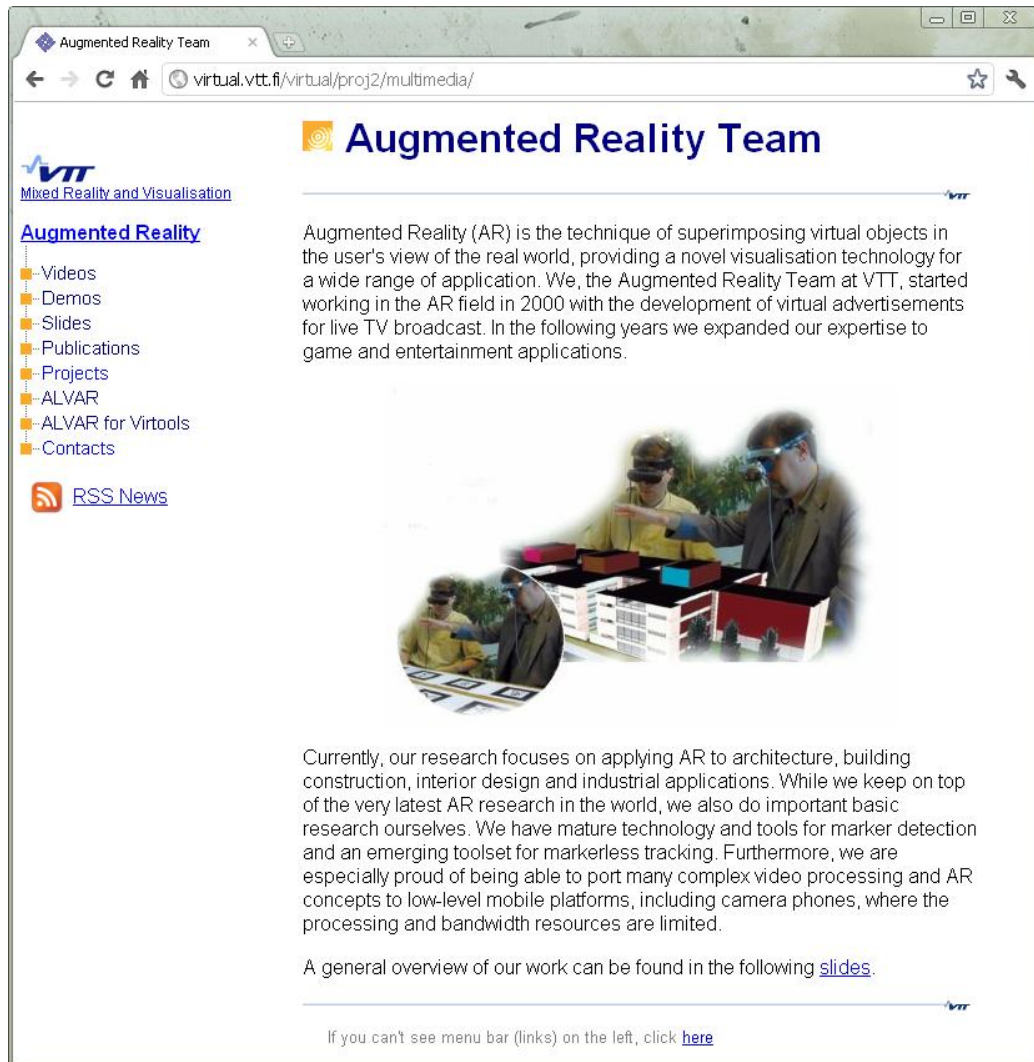 Augmented Reality Team
virtual.vtt.fi/virtual/proj2/multimedia/
VTT
Mixed Reality and Visualisation
Augmented Reality
Videos
Demos
Slides
Publications
Projects
ALVAR
ALVAR for Virtools
Contacts
RSS News
Augmented Reality Team
VTT
Augmented Reality (AR) is the technique of superimposing virtual objects in
the user's view of the real world, providing a novel visualisation technology for
a wide range of application. We, the Augmented Reality Team at VTT, started
working in the AR field in 2000 with the development of virtual advertisements
for live TV broadcast. In the following years we expanded our expertise to
game and entertainment applications.
Currently, our research focuses on applying AR to architecture, building
construction, interior design and industrial applications. While we keep on top
of the very latest AR research in the world, we also do important basic
research ourselves. We have mature technology and tools for marker detection
and an emerging toolset for markerless tracking. Furthermore, we are
especially proud of being able to port many complex video processing and AR
concepts to low-level mobile platforms, including camera phones, where the
processing and bandwidth resources are limited.
A general overview of our work can be found in the following slides.
VTT
If you can't see menu bar (links) on the left, click here